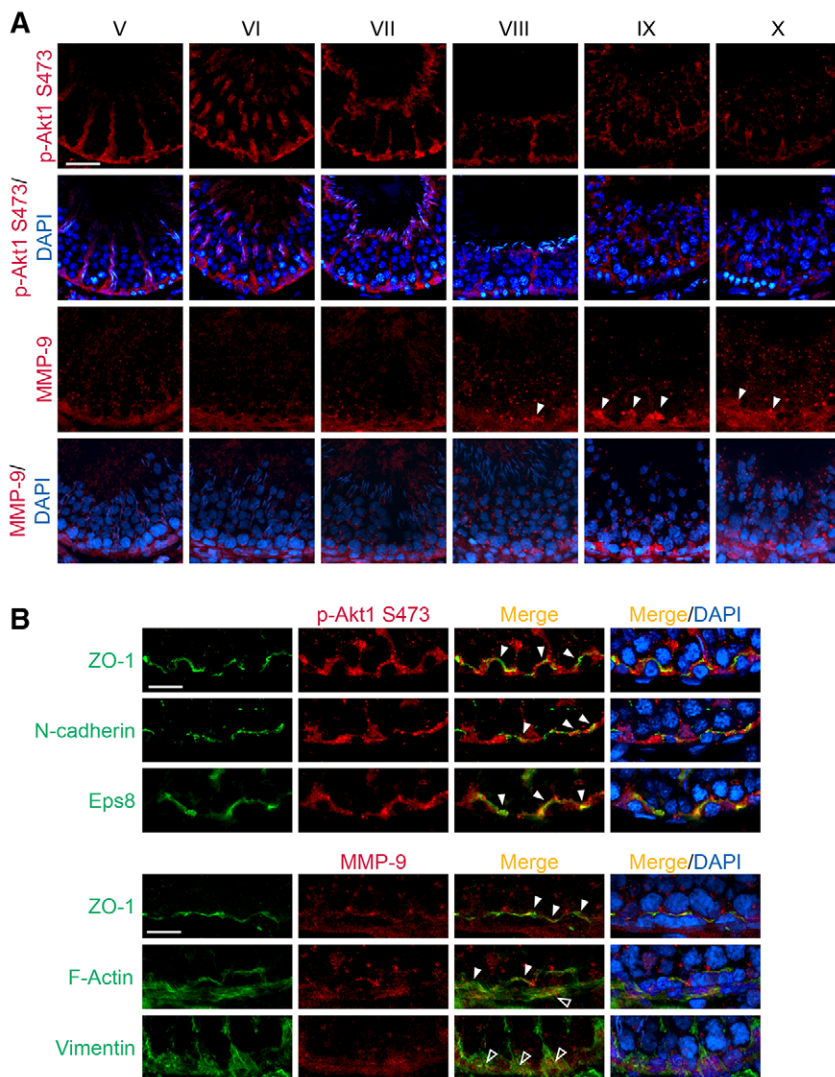 A
V VI VII VIII IX X
p-Akt1 S473
p-Akt1 S473/
DAPI
MMP-9
MMP-9/
DAPI
B
p-Akt1 S473 Merge Merge/DAPI
ZO-1
N-cadherin
Eps8
MMP-9 Merge Merge/DAPI
ZO-1
F-Actin
Vimentin